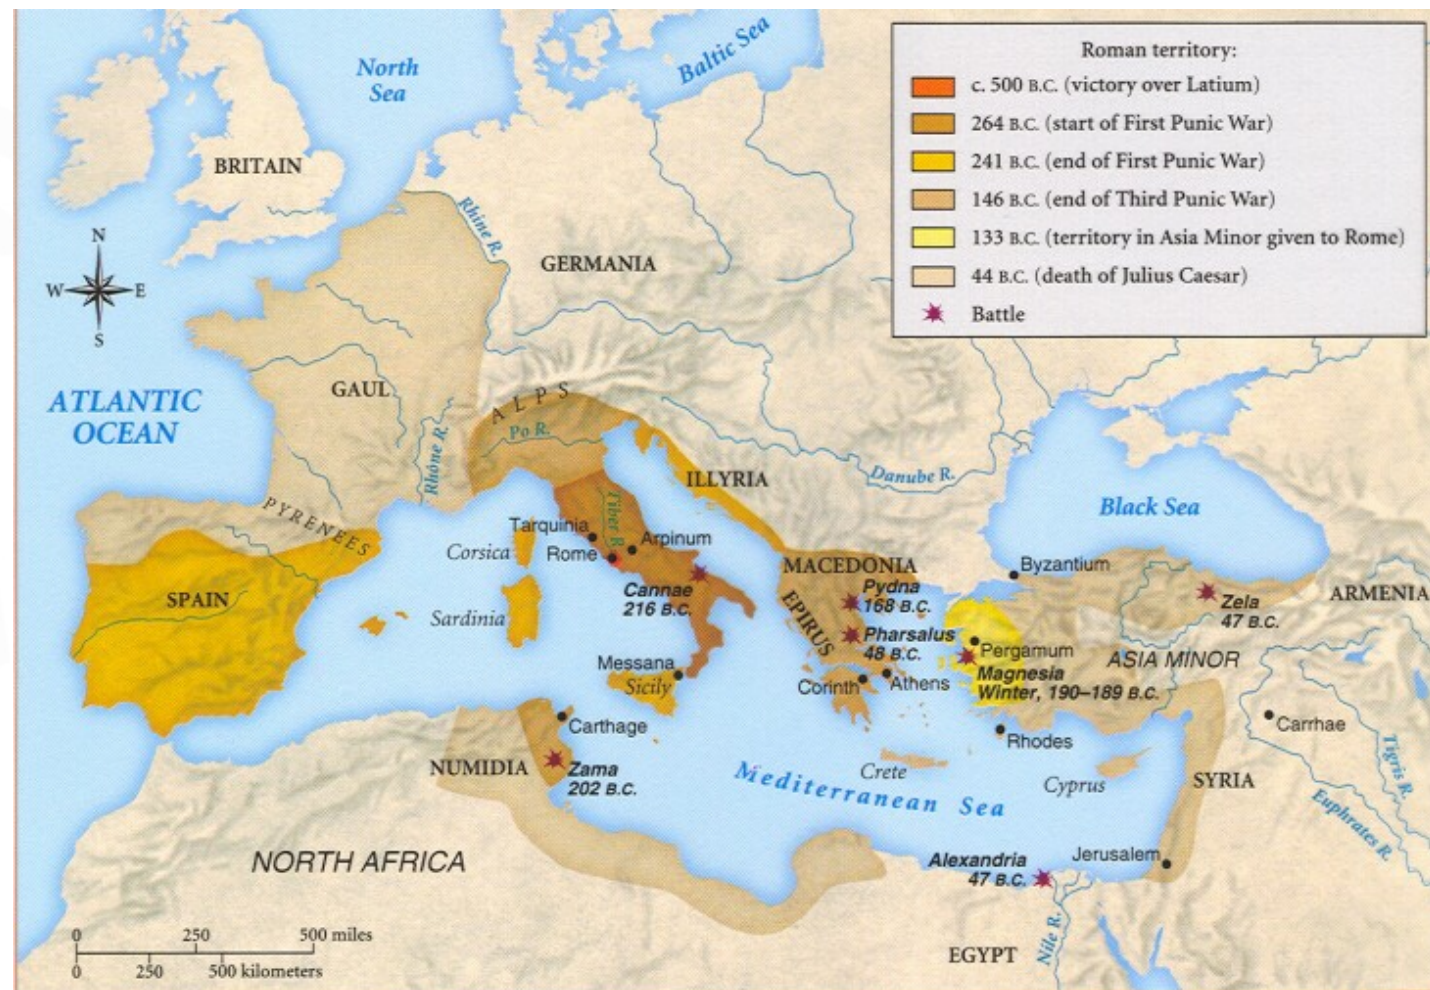 North
Sea
Baltic Sea
Roman territory:
c. 500 B.C. (victory over Latium)
264 B.C. (start of First Punic War)
241 B.C. (end of First Punic War)
146 B.C. (end of Third Punic War)
133 B.C. (territory in Asia Minor given to Rome)
44 B.C. (death of Julius Caesar)
Battle
BRITAIN
N
W
E
S
Rhine R.
GERMANIA
ATLANTIC
OCEAN
GAUL
ALPS
Po R.
Rhône R.
ILLYRIA
Danube R.
Black Sea
PYRENEES
Tiber R.
Tarquinia
Rome
Arpinum
Corsica
Cannae
216 B.C.
MACEDONIA
Pydna
168 B.C.
EPIRUS
Pharsalus
48 B.C.
Byzantium
Zela
47 B.C.
ARMENIA
SPAIN
Sardinia
Messana
Sicily
Corinth
Athens
Pergamum
ASIA MINOR
Magnesia
Winter, 190–189 B.C.
Carthage
Rhodes
Carrhae
Tigris R.
Euphrates R.
NUMIDIA
Zama
202 B.C.
Mediterranean Sea
Crete
Cyprus
SYRIA
NORTH AFRICA
Alexandria
47 B.C.
Jerusalem
EGYPT
Nile R.
0 250 500 miles
0 250 500 kilometers